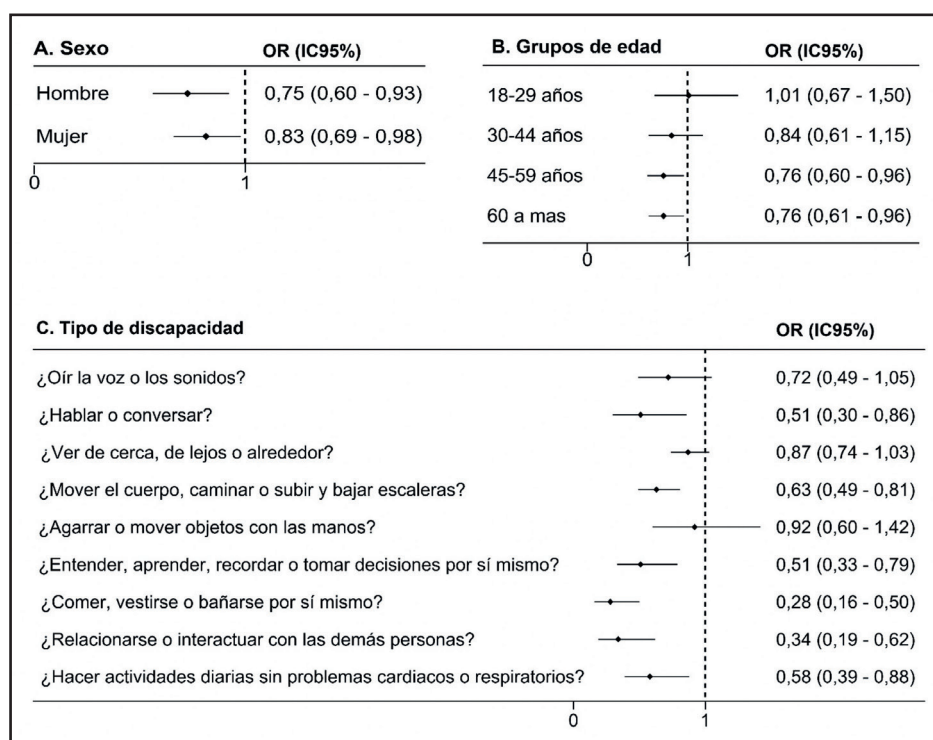 A. Sexo OR (IC95%)
Hombre 0,75 (0,60 - 0,93)
Mujer 0,83 (0,69 - 0,98)
0 1
B. Grupos de edad OR (IC95%)
18-29 años 1,01 (0,67 - 1,50)
30-44 años 0,84 (0,61 - 1,15)
45-59 años 0,76 (0,60 - 0,96)
60 a mas 0,76 (0,61 - 0,96)
0 1
C. Tipo de discapacidad OR (IC95%)
¿Oír la voz o los sonidos? 0,72 (0,49 - 1,05)
¿Hablar o conversar? 0,51 (0,30 - 0,86)
¿Ver de cerca, de lejos o alrededor? 0,87 (0,74 - 1,03)
¿Mover el cuerpo, caminar o subir y bajar escaleras? 0,63 (0,49 - 0,81)
¿Agarrar o mover objetos con las manos? 0,92 (0,60 - 1,42)
¿Entender, aprender, recordar o tomar decisiones por sí mismo? 0,51 (0,33 - 0,79)
¿Comer, vestirse o bañarse por sí mismo? 0,28 (0,16 - 0,50)
¿Relacionarse o interactuar con las demás personas? 0,34 (0,19 - 0,62)
¿Hacer actividades diarias sin problemas cardiacos o respiratorios? 0,58 (0,39 - 0,88)
0 1